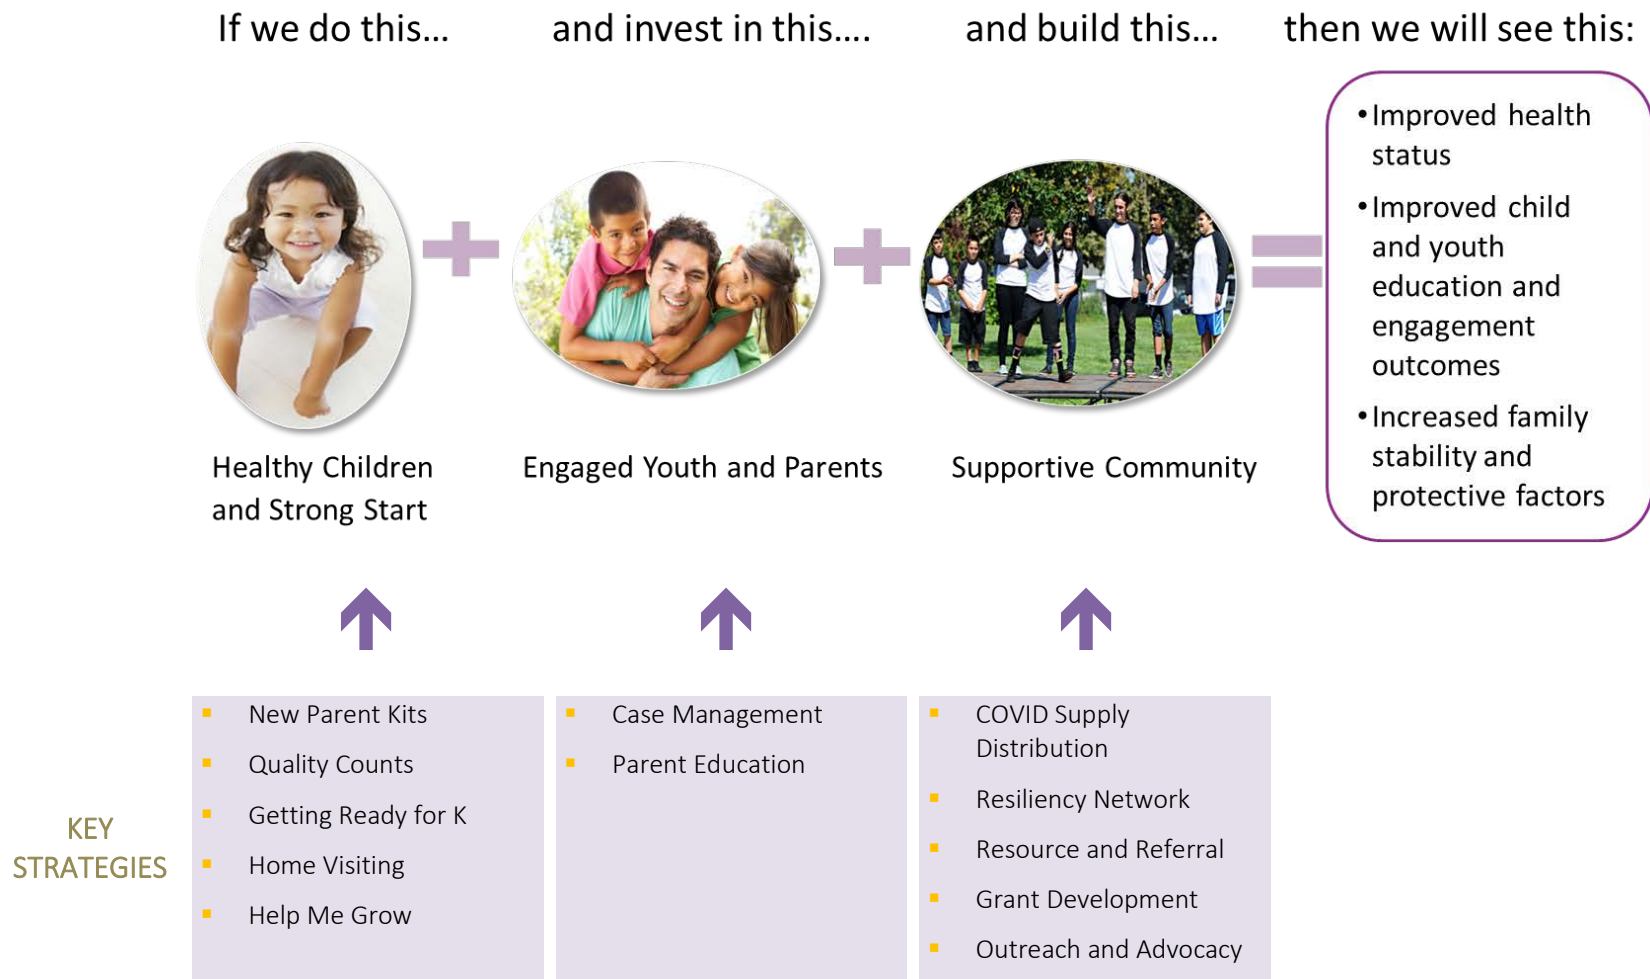 If we do this...
and invest in this....
and build this...
then we will see this:
•Improved health
status
•Improved child
and youth
education and
engagement
outcomes
•Increased family
stability and
protective factors
Healthy Children
and Strong Start
Engaged Youth and Parents
Supportive Community
KEY
STRATEGIES
▪ New Parent Kits
▪ Quality Counts
▪ Getting Ready for K
▪ Home Visiting
▪ Help Me Grow
▪ Case Management
▪ Parent Education
▪ COVID Supply
Distribution
▪ Resiliency Network
▪ Resource and Referral
▪ Grant Development
▪ Outreach and Advocacy